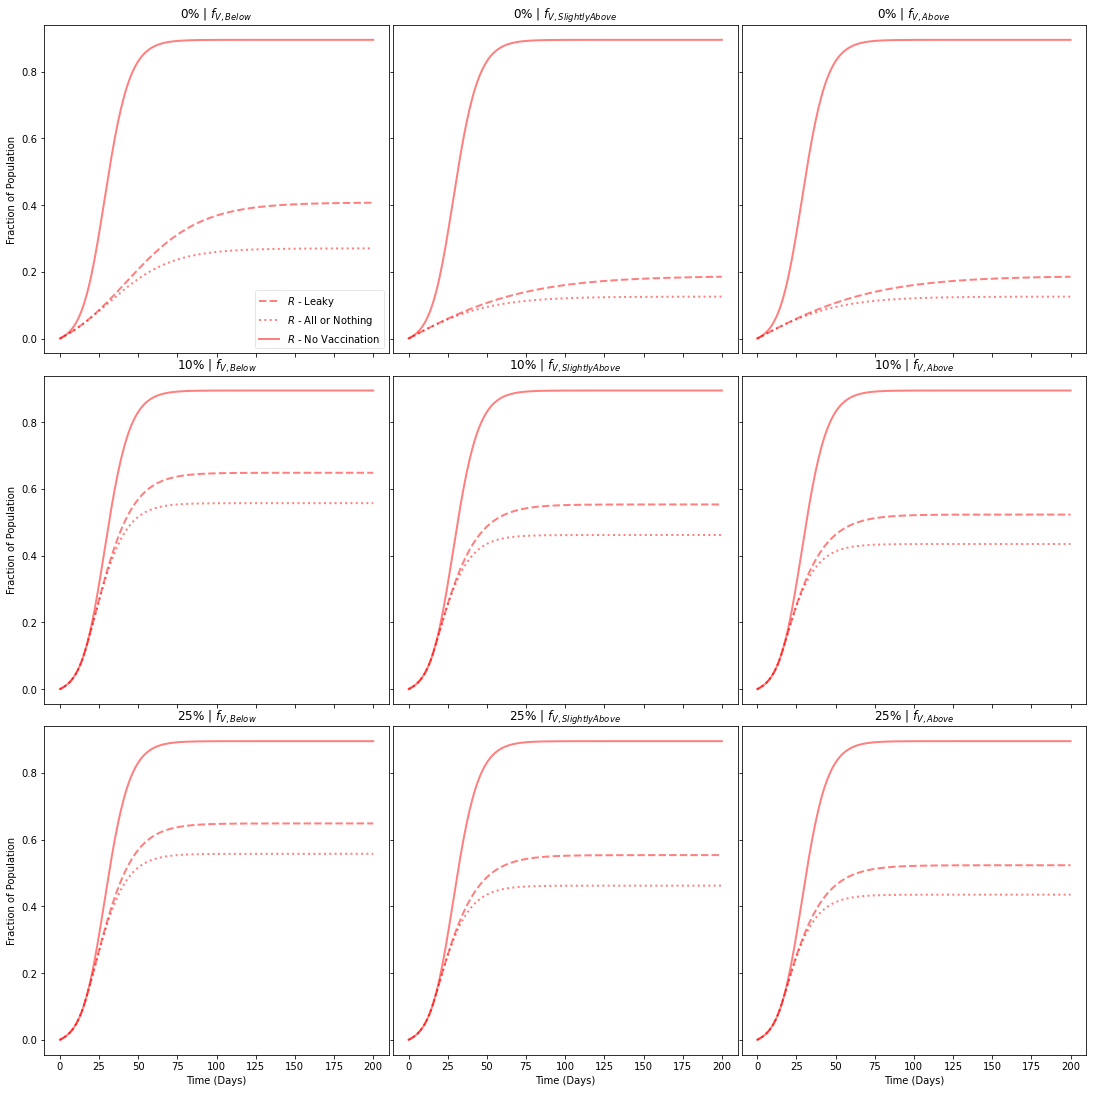 0% | f_{V,Below}
0% | f_{V,SlightlyAbove}
0% | f_{V,Above}
Fraction of Population
0.8
0.6
0.4
0.2
0.0
R - Leaky
R - All or Nothing
R - No Vaccination
10% | f_{V,Below}
10% | f_{V,SlightlyAbove}
10% | f_{V,Above}
Fraction of Population
0.8
0.6
0.4
0.2
0.0
25% | f_{V,Below}
25% | f_{V,SlightlyAbove}
25% | f_{V,Above}
Fraction of Population
0.8
0.6
0.4
0.2
0.0
0 25 50 75 100 125 150 175 200
0 25 50 75 100 125 150 175 200
0 25 50 75 100 125 150 175 200
Time (Days)
Time (Days)
Time (Days)